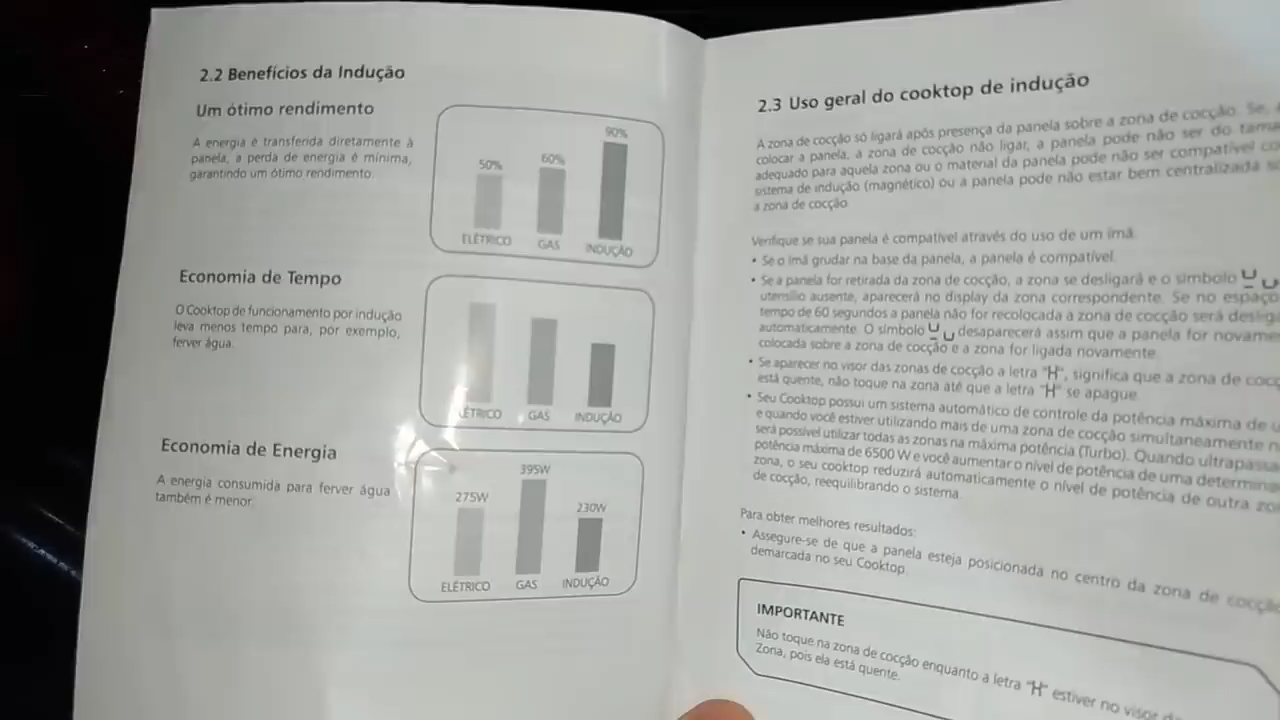 2.2 Benefícios da Indução
Um ótimo rendimento
A energia é transferida diretamente à
panela, a perda de energia é mínima,
garantindo um ótimo rendimento.
50%
60%
90%
ELÉTRICO
GAS
INDUÇÃO
Economia de Tempo
O Cooktop de funcionamento por indução
leva menos tempo para, por exemplo,
ferver água.
ELÉTRICO
GAS
INDUÇÃO
Economia de Energia
A energia consumida para ferver água
também é menor.
275W
395W
230W
ELÉTRICO
GAS
INDUÇÃO
2.3 Uso geral do cooktop de indução
A zona de cocção só ligará após presença da panela sobre a zona de cocção. Se,
colocar a panela, a zona de cocção não ligar, a panela pode não ser do
adequado para aquela zona ou o material da panela pode não ser compatível
sistema de indução (magnético) ou a panela pode não estar bem centralizada
a zona de cocção.
Verifique se sua panela é compatível através do uso de um imã.
• Se o imã grudar na base da panela, a panela é compatível.
• Se a panela for retirada da zona de cocção, a zona se desligará e o símbolo
utensílio ausente, aparecerá no display da zona correspondente. Se no espaço
tempo de 60 segundos a panela não for recolocada a zona de cocção será
automaticamente. O símbolo desaparecerá assim que a panela for
colocada sobre a zona de cocção e a zona for ligada novamente.
• Se aparecer no visor das zonas de cocção a letra "H", significa que a zona de
está quente, não toque na zona até que a letra "H" se apague.
• Seu Cooktop possui um sistema automático de controle da potência máxima de
e quando você estiver utilizando mais de uma zona de cocção simultaneamente
será possível utilizar todas as zonas na máxima potência (Turbo). Quando
potência máxima de 6500 W e você aumentar o nível de potência de uma
zona, o seu cooktop reduzirá automaticamente o nível de potência de outra
de cocção, reequilibrando o sistema.
Para obter melhores resultados:
• Assegure-se de que a panela esteja posicionada no centro da zona de cocção
demarcada no seu Cooktop.
IMPORTANTE
Não toque na zona de cocção enquanto a letra "H" estiver no visor
Zona, pois ela está quente.